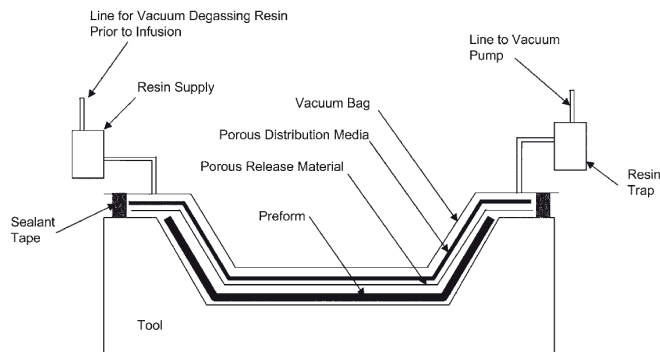 Line for Vacuum Degassing Resin
Prior to Infusion
Line to Vacuum
Pump
Resin Supply
Vacuum Bag
Porous Distribution Media
Porous Release Material
Resin
Trap
Sealant
Tape
Preform
Tool